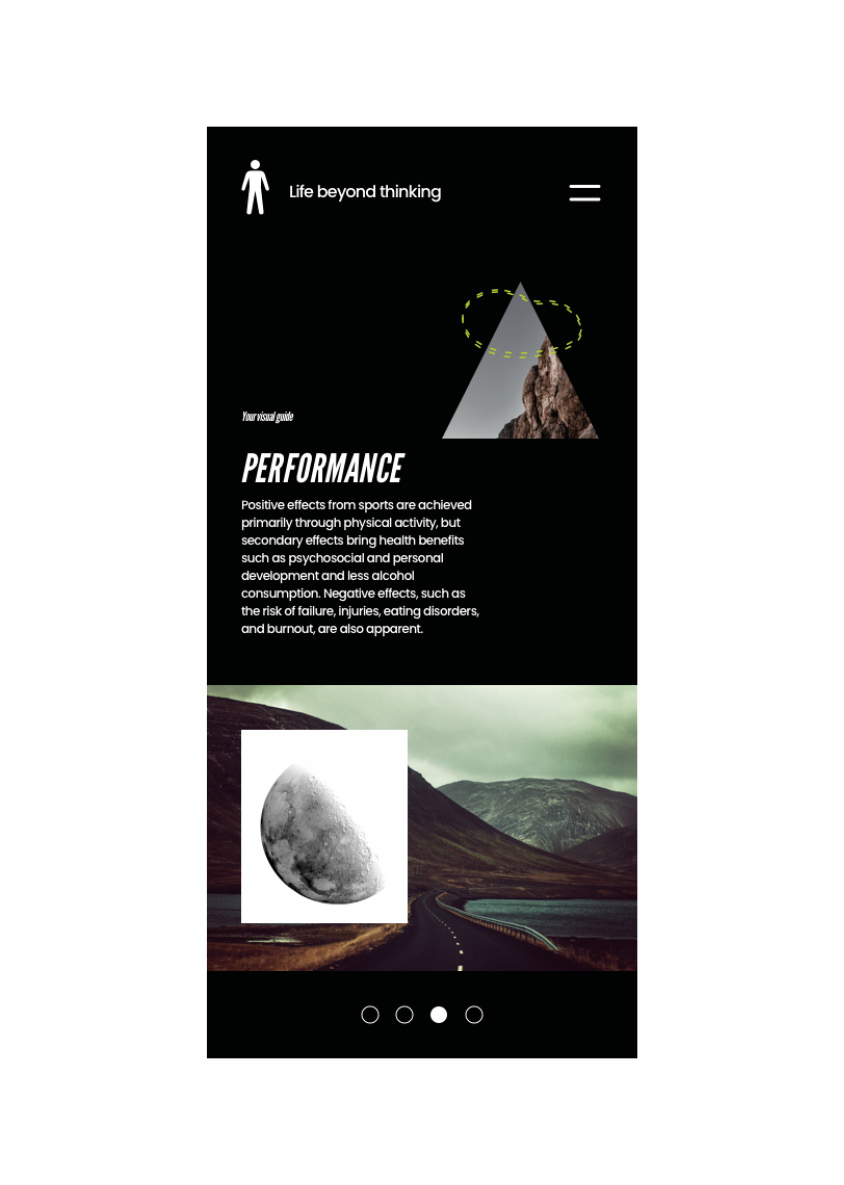 Life beyond thinking
Your visual guide
PERFORMANCE
Positive effects from sports are achieved
primarily through physical activity, but
secondary effects bring health benefits
such as psychosocial and personal
development and less alcohol
consumption. Negative effects, such as
the risk of failure, injuries, eating disorders,
and burnout, are also apparent.